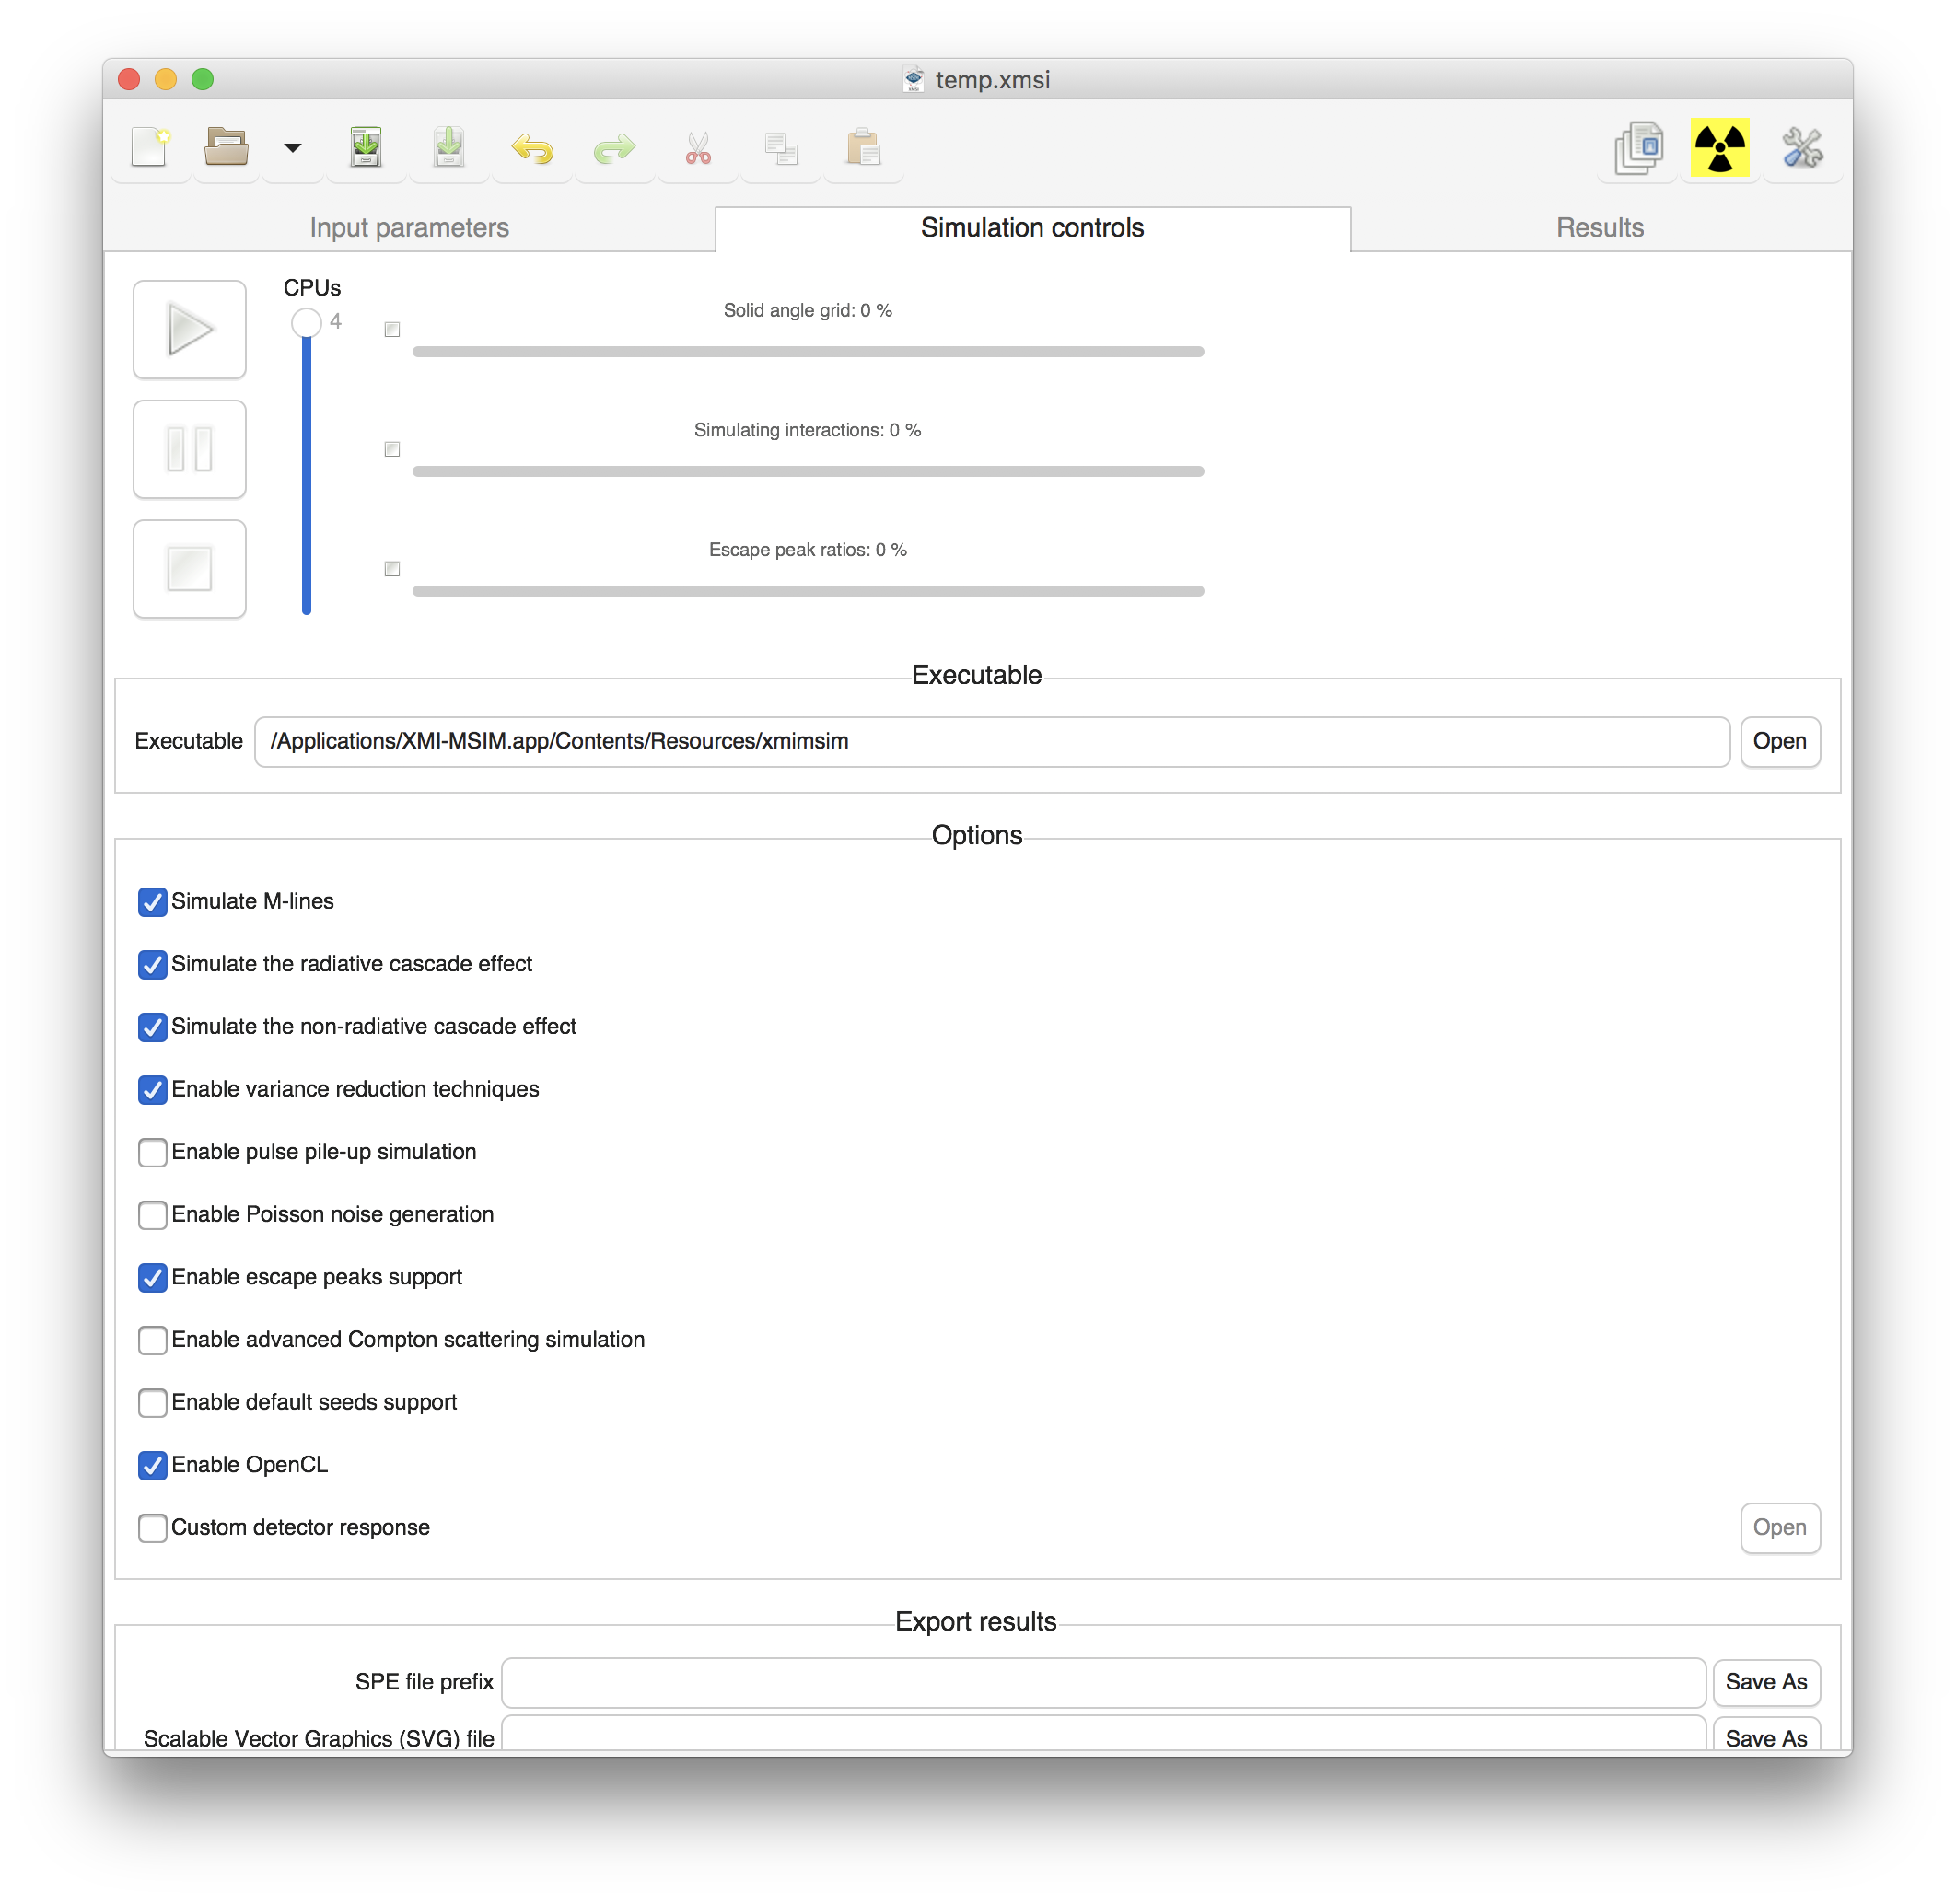 temp.xmsi
Input parameters
Simulation controls
Results
CPUs
4
Solid angle grid: 0 %
Simulating interactions: 0 %
Escape peak ratios: 0 %
Executable
Executable
/Applications/XMI-MSIM.app/Contents/Resources/xmimsim
Open
Options
Simulate M-lines
Simulate the radiative cascade effect
Simulate the non-radiative cascade effect
Enable variance reduction techniques
Enable pulse pile-up simulation
Enable Poisson noise generation
Enable escape peaks support
Enable advanced Compton scattering simulation
Enable default seeds support
Enable OpenCL
Custom detector response
Open
Export results
SPE file prefix
Save As
Scalable Vector Graphics (SVG) file
Save As